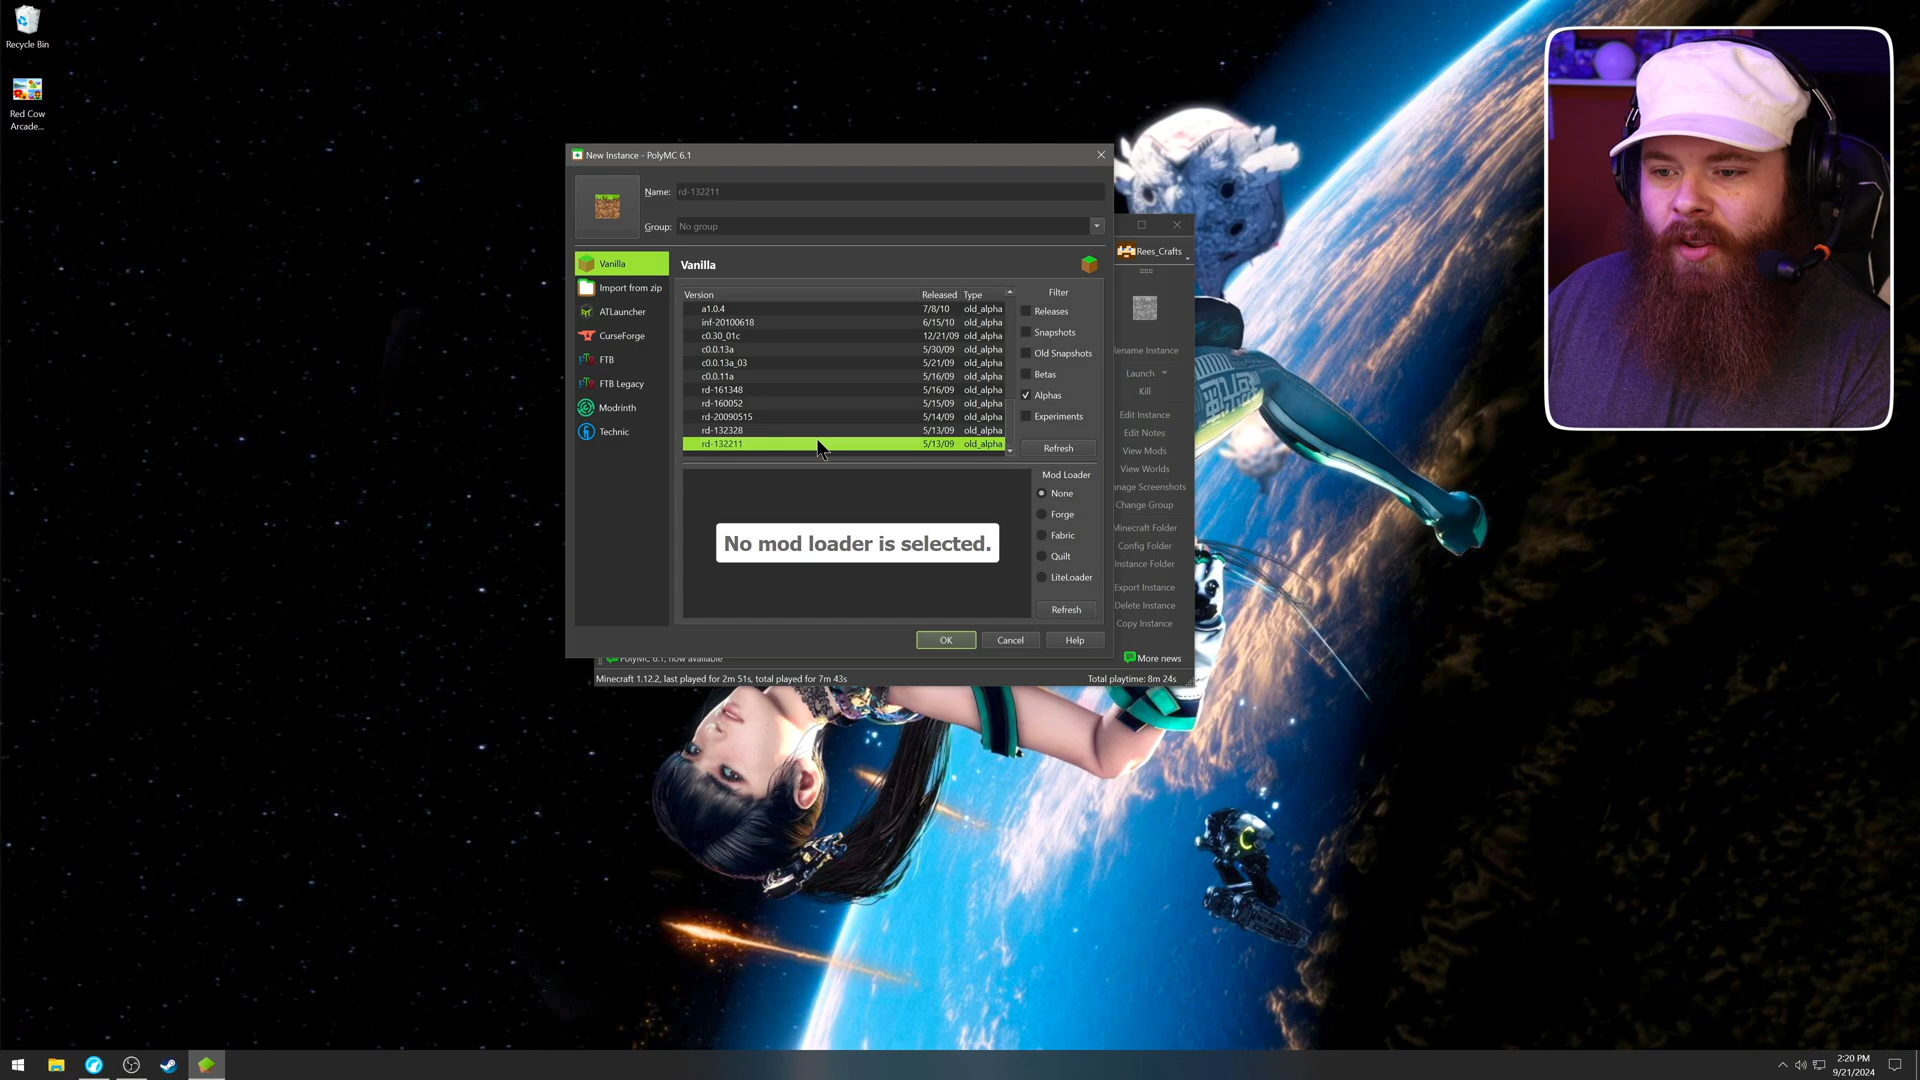 Recycle Bin
Red Cow
Arcade...
New Instance - PolyMC 6.1
Name: rd-132211
Group: No group
Vanilla
Import from zip
ATLauncher
CurseForge
FTB
FTB Legacy
Modrinth
Technic
Vanilla
Version Released Type
a1.0.4 7/8/10 old_alpha
inf-20100618 6/15/10 old_alpha
c0.30_01c 12/21/09 old_alpha
c0.0.13a 5/30/09 old_alpha
c0.0.13a_03 5/21/09 old_alpha
c0.0.11a 5/16/09 old_alpha
rd-161348 5/16/09 old_alpha
rd-160052 5/15/09 old_alpha
rd-20090515 5/14/09 old_alpha
rd-132328 5/13/09 old_alpha
rd-132211 5/13/09 old_alpha
Filter
Releases
Snapshots
Old Snapshots
Betas
Alphas
Experiments
Refresh
No mod loader is selected.
Mod Loader
None
Forge
Fabric
Quilt
LiteLoader
Refresh
OK Cancel Help
Rees_Crafts
Rename Instance
Launch
Kill
Edit Instance
Edit Notes
View Mods
View Worlds
anage Screenshots
Change Group
Minecraft Folder
Config Folder
Instance Folder
Export Instance
Delete Instance
Copy Instance
PolyMC 6.1, now available
More news
Minecraft 1.12.2, last played for 2m 51s, total played for 7m 43s
Total playtime: 8m 24s
2:20 PM
9/21/2024